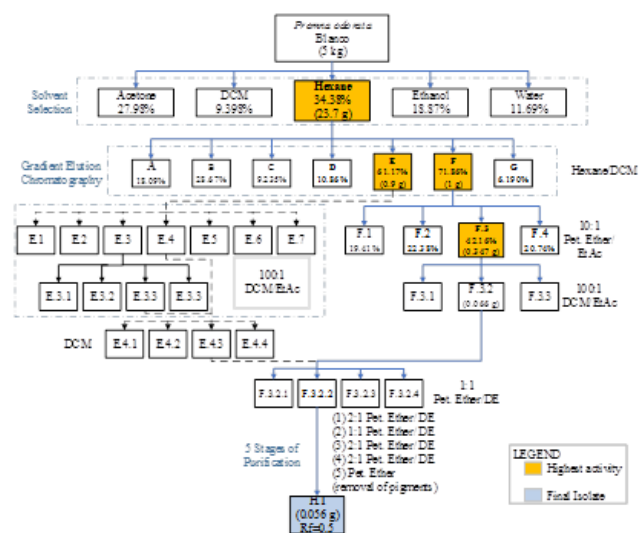 Premna odorata
Blanco
(5 kg)
Solvent
Selection
Acetone
27.98%
DCM
9.398%
Hexane
34.38%
(23.7 g)
Ethanol
18.87%
Water
11.69%
Gradient Elution
Chromatography
A
18.09%
B
28.67%
C
D
10.86%
E
61.17%
(0.9 g)
F
71.86%
(1 g)
G
6.190%
Hexane/DCM
E.1
E.2
E.3
E.4
E.5
E.6
E.7
F.1
19.41%
F.2
22.38%
F.3
62.16%
(0.347 g)
F.4
20.76%
10:1
Pet. Ether/
EtAc
E.3.1
E.3.2
E.3.3
E.3.3
100:1
DCM/EtAc
F.3.1
F.3.2
(0.066 g)
F.3.3
100:1
DCM/EtAc
DCM
E.4.1
E.4.2
E.4.3
E.4.4
F.3.2.1
F.3.2.2
F.3.2.3
F.3.2.4
1:1
Pet. Ether/DE
5 Stages of
Purification
(1) 2:1 Pet. Ether/DE
(2) 1:1 Pet. Ether/DE
(3) 2:1 Pet. Ether/DE
(4) 2:1 Pet. Ether/DE
(5) Pet. Ether
(removal of pigments)
H1
(0.056 g)
Rf=0.5
LEGEND
Highest activity
Final Isolate